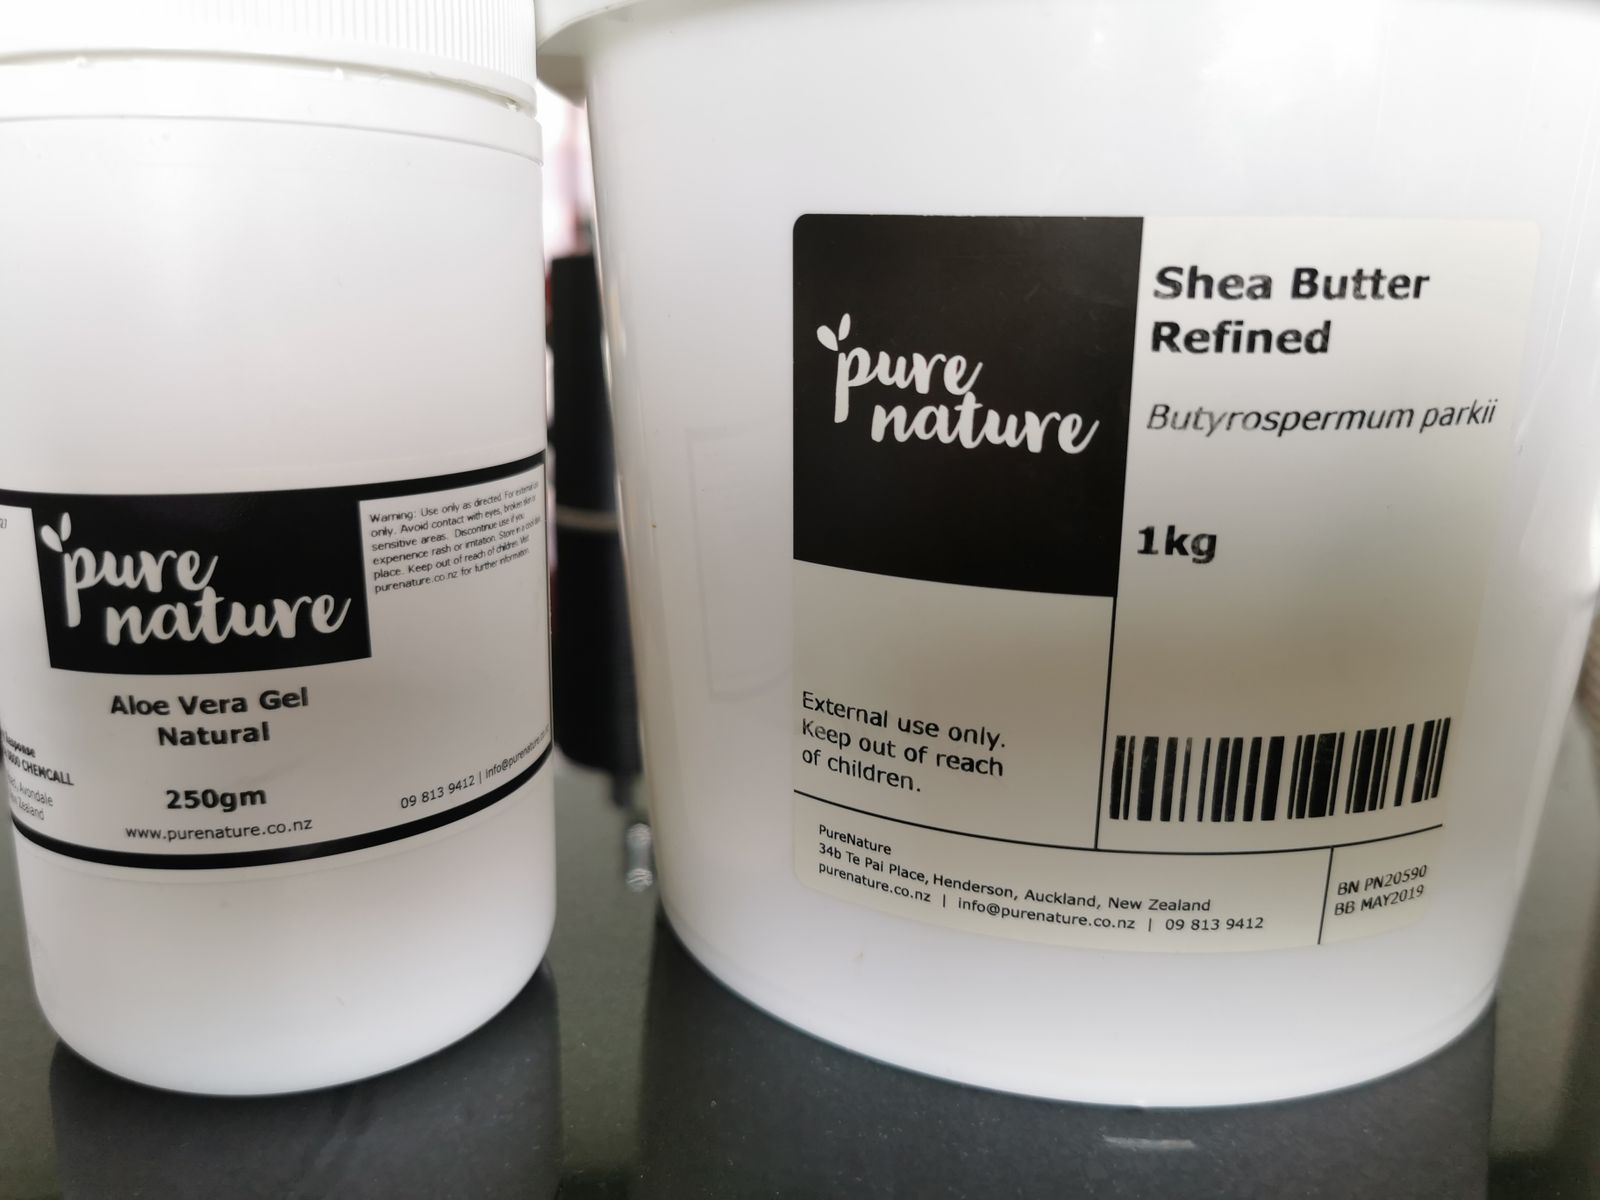 27
pure
nature
Warning: Use only as directed. For external use
only. Avoid contact with eyes, broken skin or
sensitive areas. Discontinue use if you
experience rash or irritation. Store in a cool dark
place. Keep out of reach of children. Visit
purenature.co.nz for further information.
Aloe Vera Gel
Natural
250gm
www.purenature.co.nz
CHEMCALL
Avondale
Zealand
09 813 9412 | info@purenature.co.nz
pure
nature
Shea Butter
Refined
Butyrospermum parkii
1kg
External use only.
Keep out of reach
of children.
PureNature
34b Te Pai Place, Henderson, Auckland, New Zealand
purenature.co.nz | info@purenature.co.nz | 09 813 9412
BN PN20590
BB MAY2019